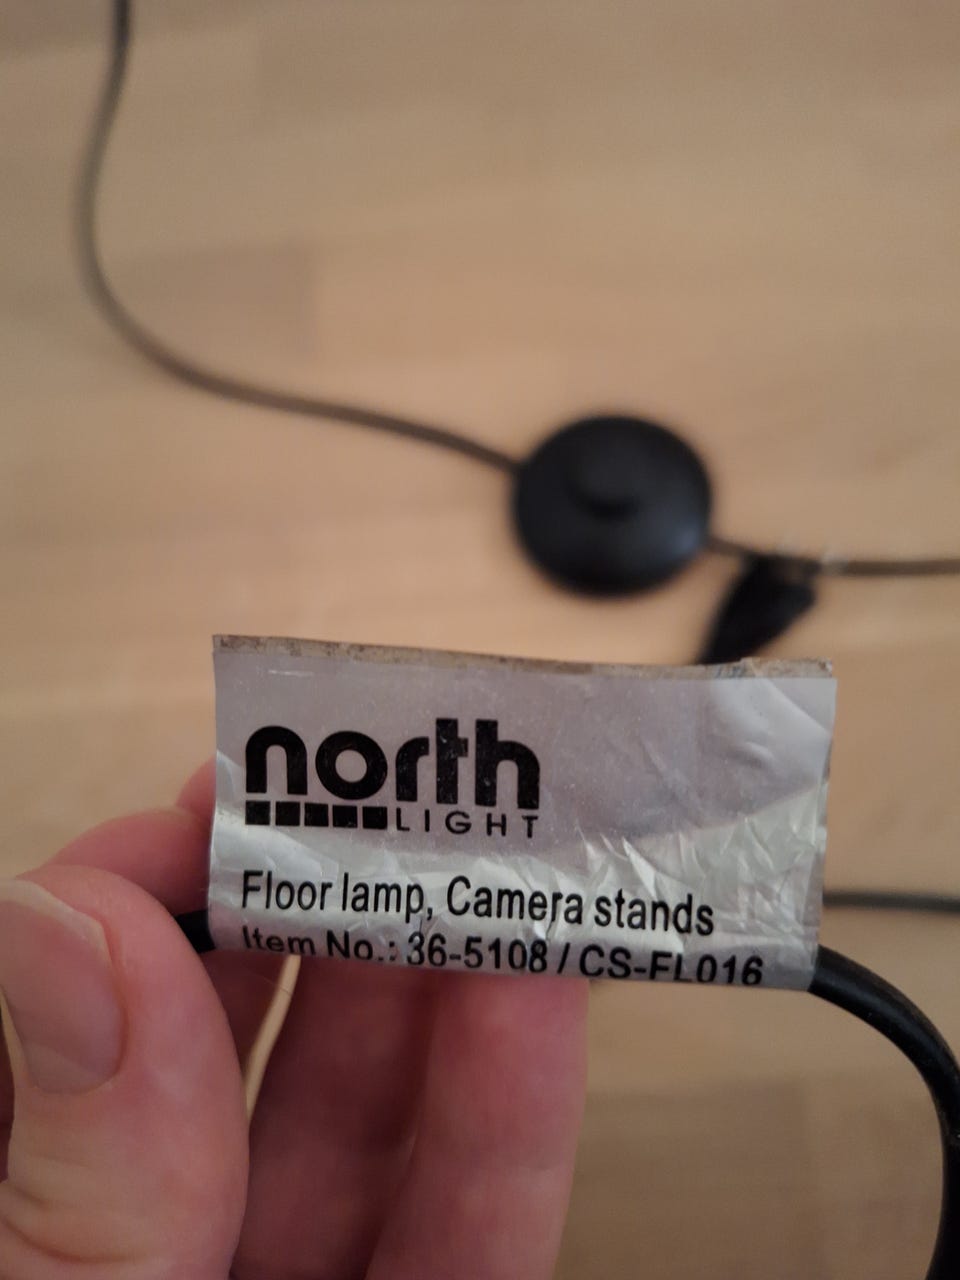 north
LIGHT
Floor lamp, Camera stands
Item No.: 36-5108 / CS-FL016